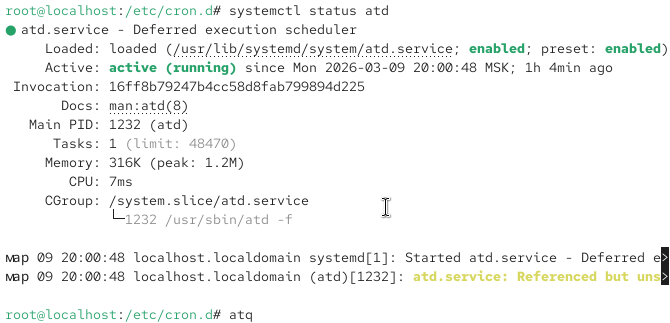 root@localhost:/etc/cron.d# systemctl status atd
● atd.service - Deferred execution scheduler
Loaded: loaded (/usr/lib/systemd/system/atd.service; enabled; preset: enabled)
Active: active (running) since Mon 2026-03-09 20:00:48 MSK; 1h 4min ago
Invocation: 16ff8b79247b4cc58d8fab799894d225
Docs: man:atd(8)
Main PID: 1232 (atd)
Tasks: 1 (limit: 48470)
Memory: 316K (peak: 1.2M)
CPU: 7ms
CGroup: /system.slice/atd.service
└─1232 /usr/sbin/atd -f
мар 09 20:00:48 localhost.localdomain systemd[1]: Started atd.service - Deferred e>
мар 09 20:00:48 localhost.localdomain (atd)[1232]: atd.service: Referenced but uns>
root@localhost:/etc/cron.d# atq